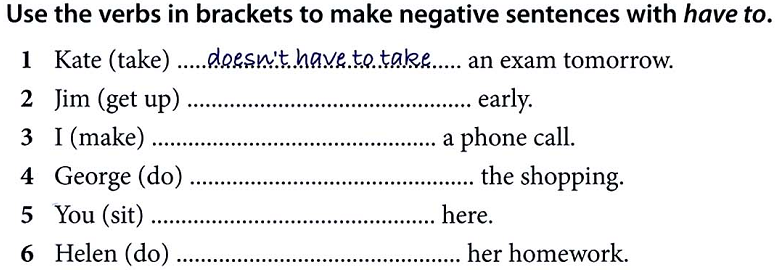 Use the verbs in brackets to make negative sentences with have to.
1 Kate (take) .....doesn't have to take..... an exam tomorrow.
2 Jim (get up) ............................................. early.
3 I (make) ............................................. a phone call.
4 George (do) ............................................. the shopping.
5 You (sit) ............................................. here.
6 Helen (do) ............................................. her homework.